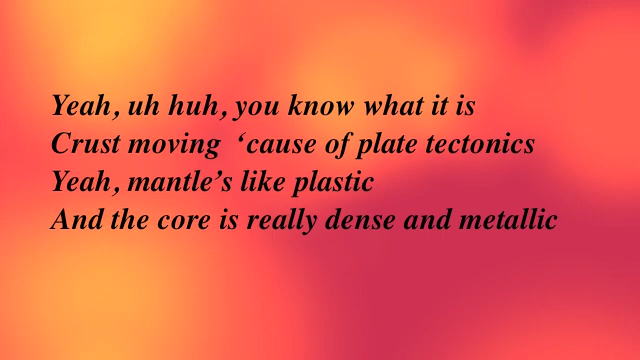 Yeah, uh huh, you know what it is
Crust moving ‘cause of plate tectonics
Yeah, mantle’s like plastic
And the core is really dense and metallic